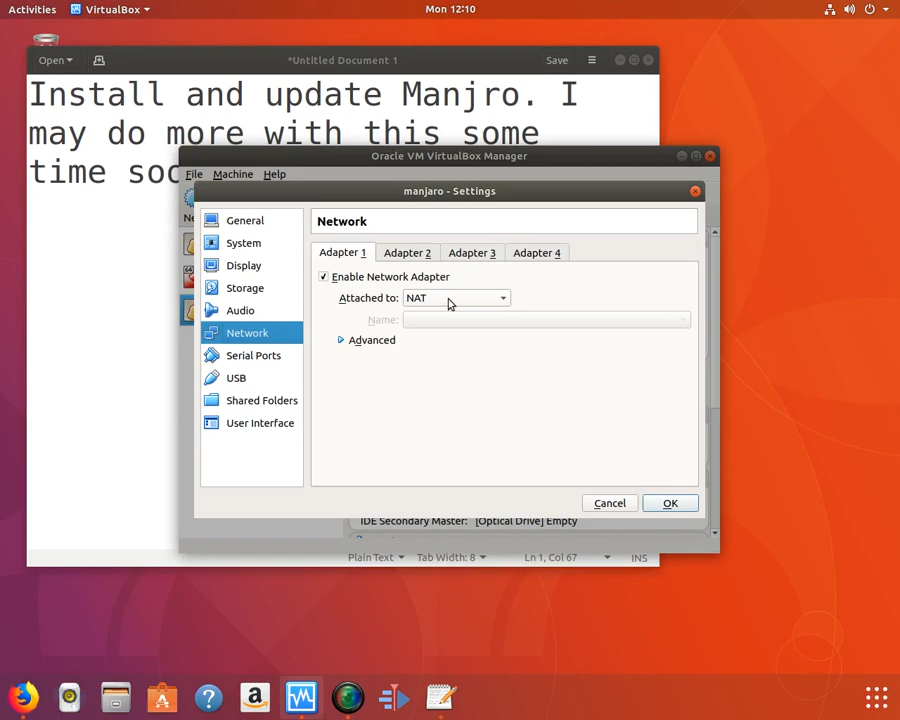 Activities VirtualBox Mon 12:10
Open *Untitled Document 1 Save
Install and update Manjro. I
may do more with this some
time soo
Oracle VM VirtualBox Manager
File Machine Help
manjaro - Settings
Ne
General
System
Display
Storage
Audio
Network
Serial Ports
USB
Shared Folders
User Interface
Network
Adapter 1 Adapter 2 Adapter 3 Adapter 4
Enable Network Adapter
Attached to: NAT
Name:
Advanced
Cancel OK
IDE Secondary Master: [Optical Drive] Empty
Plain Text Tab Width: 8 Ln 1, Col 67 INS